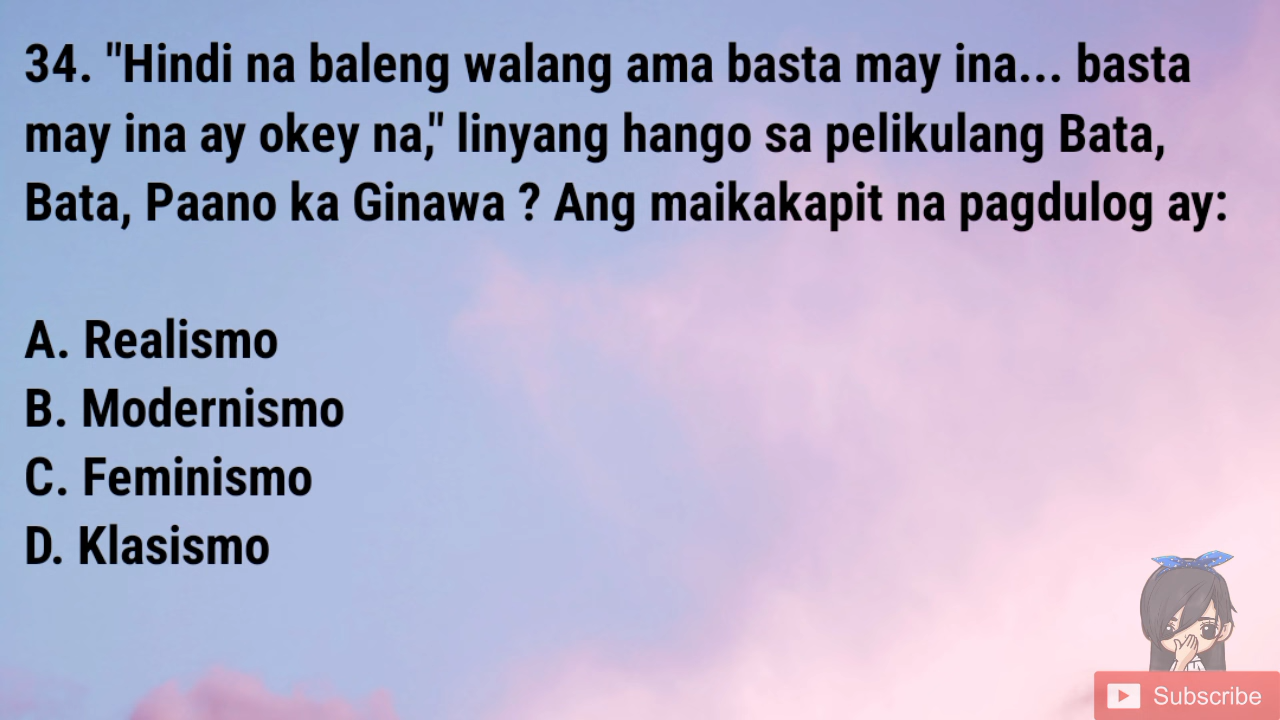 34. "Hindi na baleng walang ama basta may ina... basta
may ina ay okey na," linyang hango sa pelikulang Bata,
Bata, Paano ka Ginawa ? Ang maikakapit na pagdulog ay:
A. Realismo
B. Modernismo
C. Feminismo
D. Klasismo
Subscribe